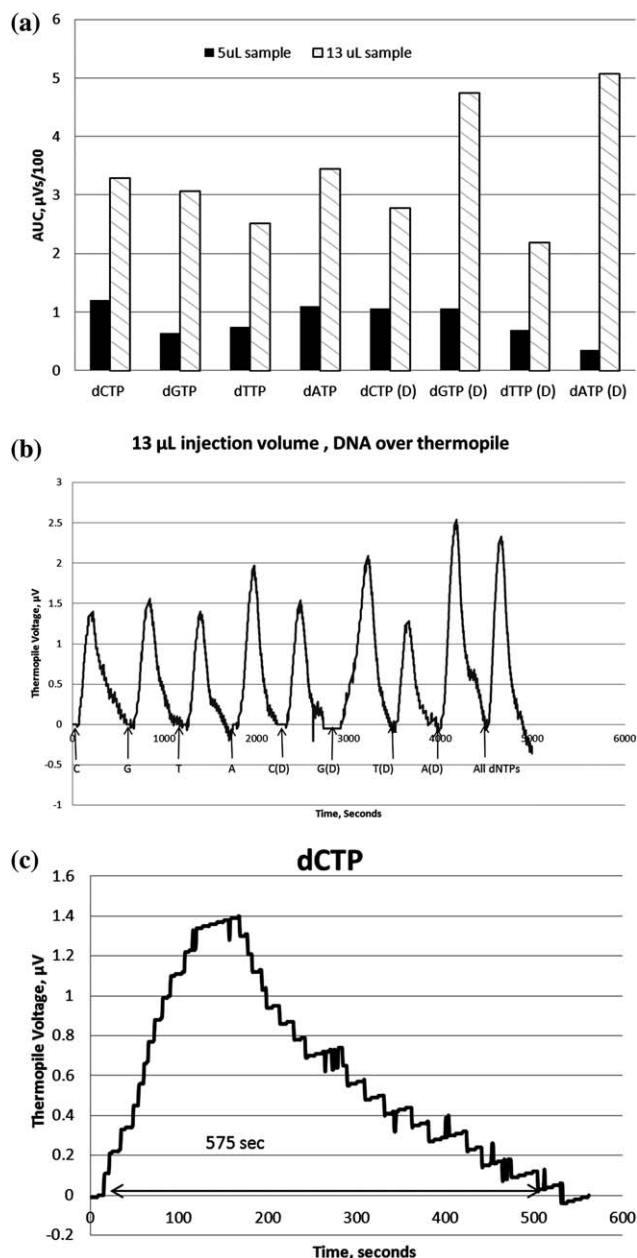 (a)
6
5
4
3
2
1
0
AUC, µVs/100
5uL sample 13 uL sample
dCTP dGTP dTTP dATP dCTP (D) dGTP (D) dTTP (D) dATP (D)
(b)
13 µL injection volume , DNA over thermopile
3
2.5
2
1.5
1
0.5
0
-0.5
-1
Thermopile Voltage, µV
0 1000 2000 3000 4000 5000 6000
C G T A C(D) G(D) T(D) A(D) All dNTPs
Time, Seconds
(c)
dCTP
1.6
1.4
1.2
1
0.8
0.6
0.4
0.2
0
-0.2
Thermopile Voltage, µV
575 sec
0 100 200 300 400 500 600
Time, seconds